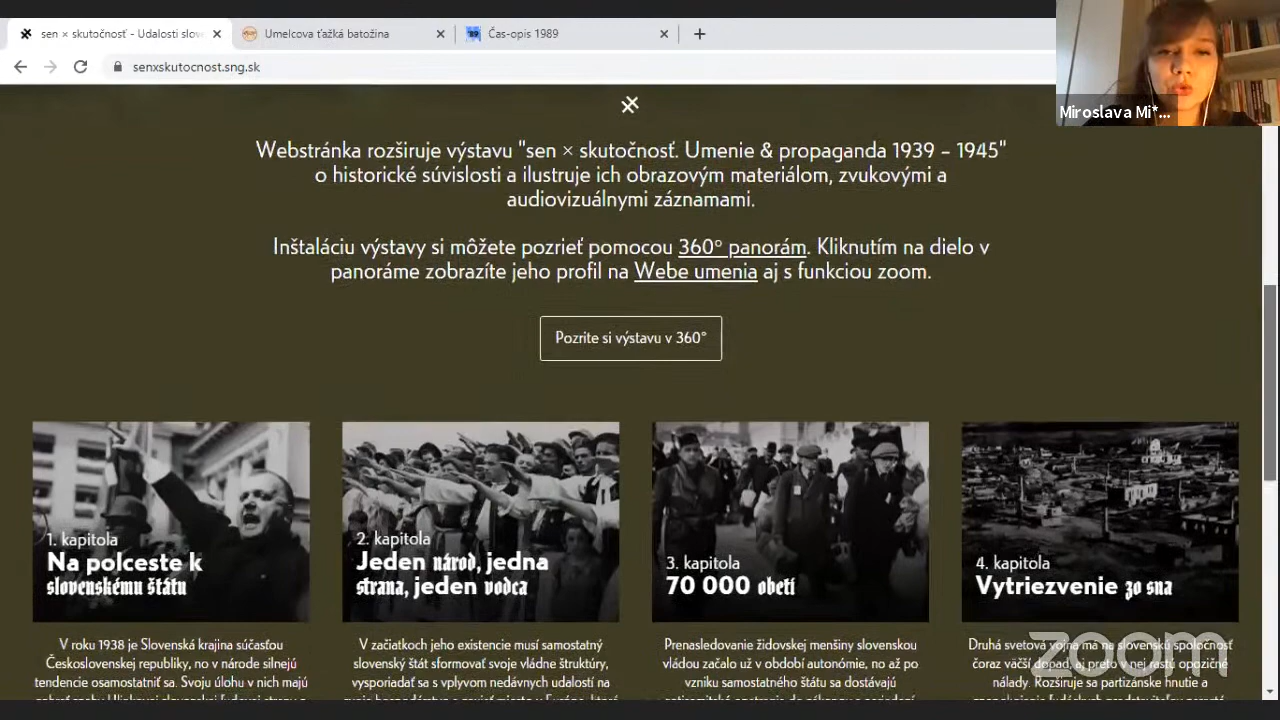 sen × skutočnosť - Udalosti slov
Umelcova ťažká batožina
Čas-opis 1989
senxskutocnost.sng.sk
Miroslava Mi*...
Webstránka rozširuje výstavu "sen × skutočnosť. Umenie & propaganda 1939 – 1945"
o historické súvislosti a ilustruje ich obrazovým materiálom, zvukovými a
audiovizuálnymi záznamami.
Inštaláciu výstavy si môžete pozrieť pomocou 360° panorám. Kliknutím na dielo v
panoráme zobrazíte jeho profil na Webe umenia aj s funkciou zoom.
Pozrite si výstavu v 360°
1. kapitola
Na polceste k
slovenskému štátu
V roku 1938 je Slovenská krajina súčasťou
Československej republiky, no v národe silnejú
tendencie osamostatniť sa. Svoju úlohu v nich majú
2. kapitola
Jeden národ, jedna
strana, jeden vodca
V začiatkoch jeho existencie musí samostatný
slovenský štát sformovať svoje vládne štruktúry,
vysporiadať sa s vplyvom nedávnych udalostí na
3. kapitola
70 000 obetí
Prenasledovanie židovskej menšiny slovenskou
vládou začalo už v období autonómie, no až po
vzniku samostatného štátu sa dostávajú
4. kapitola
Vytriezvenie zo sna
Druhá svetová vojna má na slovenskú spoločnosť
čoraz väčší dopad, aj preto v nej rastú opozičné
nálady. Rozširuje sa partizánske hnutie a
zoom